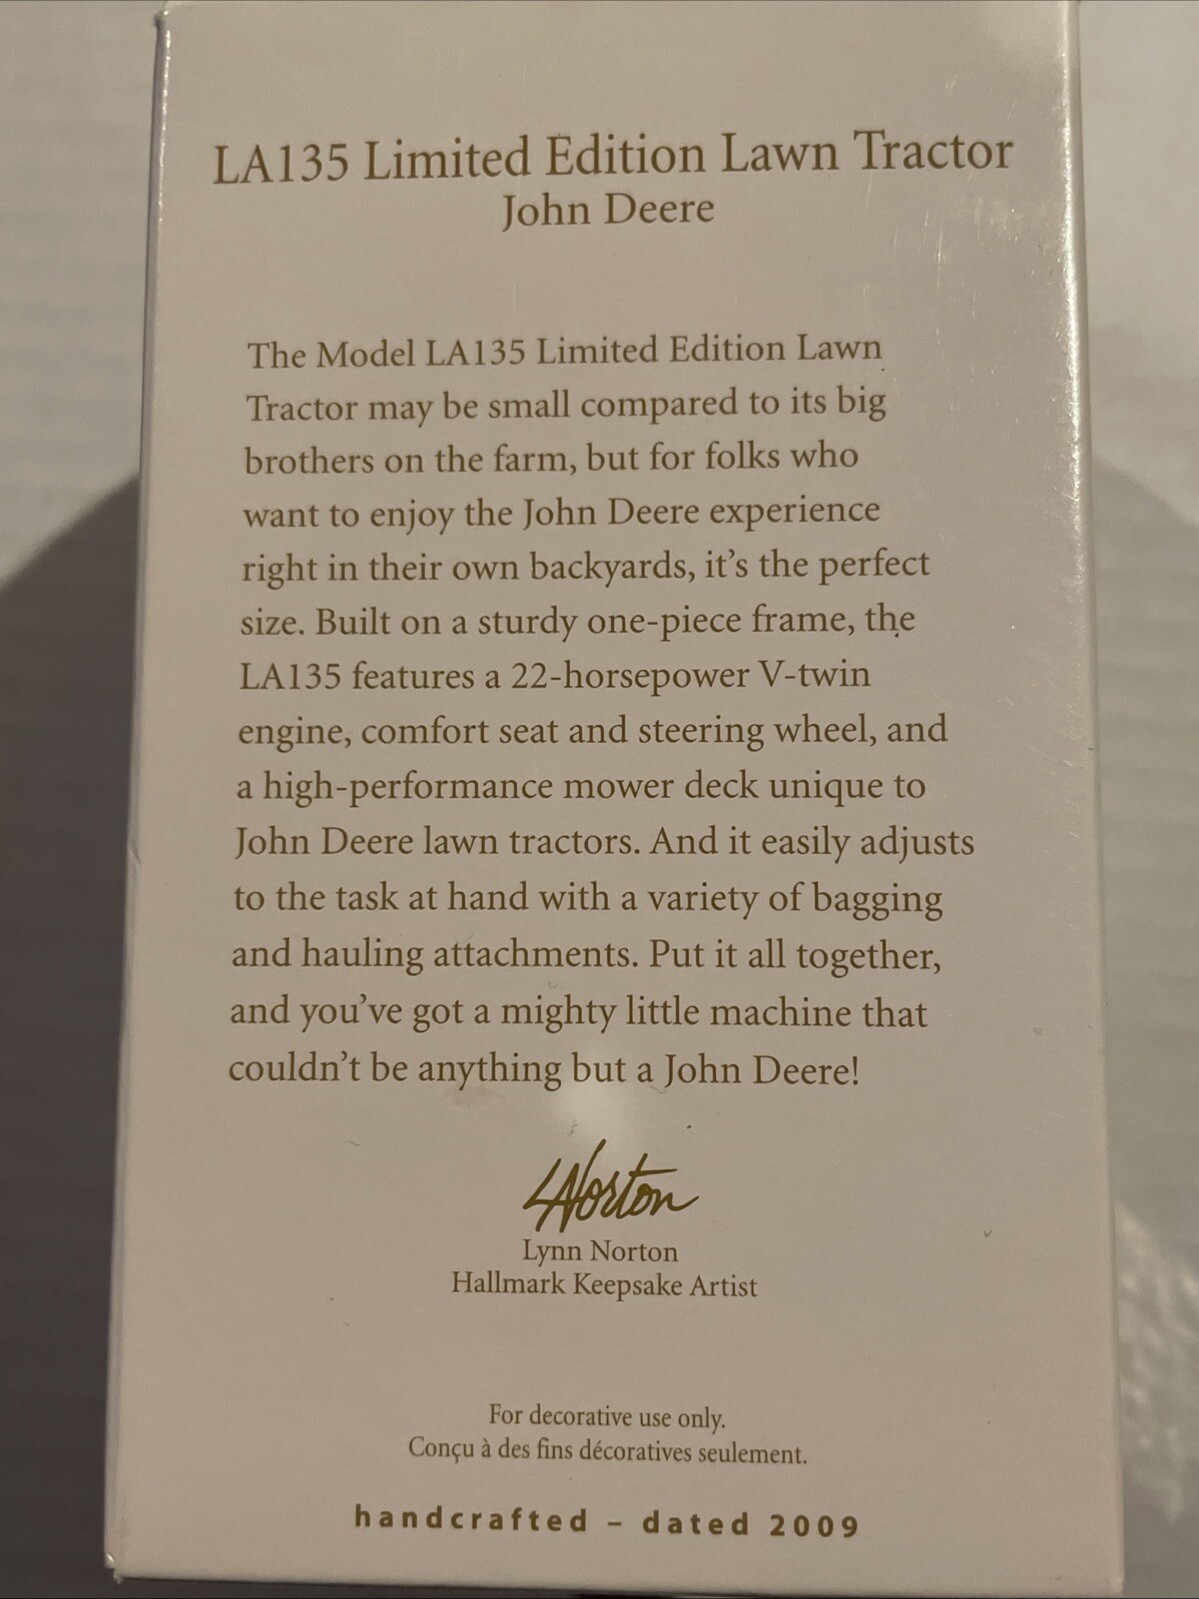 LA135 Limited Edition Lawn Tractor
John Deere
The Model LA135 Limited Edition Lawn
Tractor may be small compared to its big
brothers on the farm, but for folks who
want to enjoy the John Deere experience
right in their own backyards, it's the perfect
size. Built on a sturdy one-piece frame, the
LA135 features a 22-horsepower V-twin
engine, comfort seat and steering wheel, and
a high-performance mower deck unique to
John Deere lawn tractors. And it easily adjusts
to the task at hand with a variety of bagging
and hauling attachments. Put it all together,
and you've got a mighty little machine that
couldn't be anything but a John Deere!
LNorton
Lynn Norton
Hallmark Keepsake Artist
For decorative use only.
Conçu à des fins décoratives seulement.
handcrafted – dated 2009